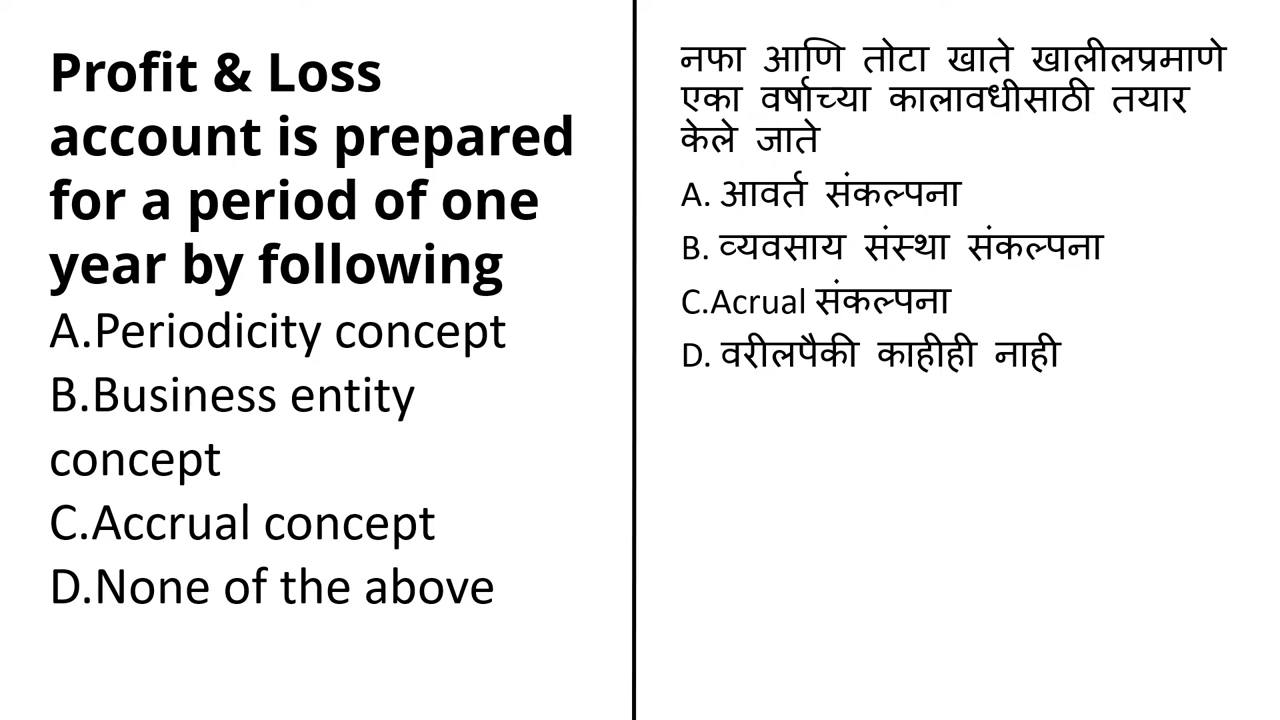 Profit & Loss
account is prepared
for a period of one
year by following
A.Periodicity concept
B.Business entity
concept
C.Accrual concept
D.None of the above
नफा आणि तोटा खाते खालीलप्रमाणे
एका वर्षाच्या कालावधीसाठी तयार
केले जाते
A. आवर्त संकल्पना
B. व्यवसाय संस्था संकल्पना
C.Acrual संकल्पना
D. वरीलपैकी काहीही नाही